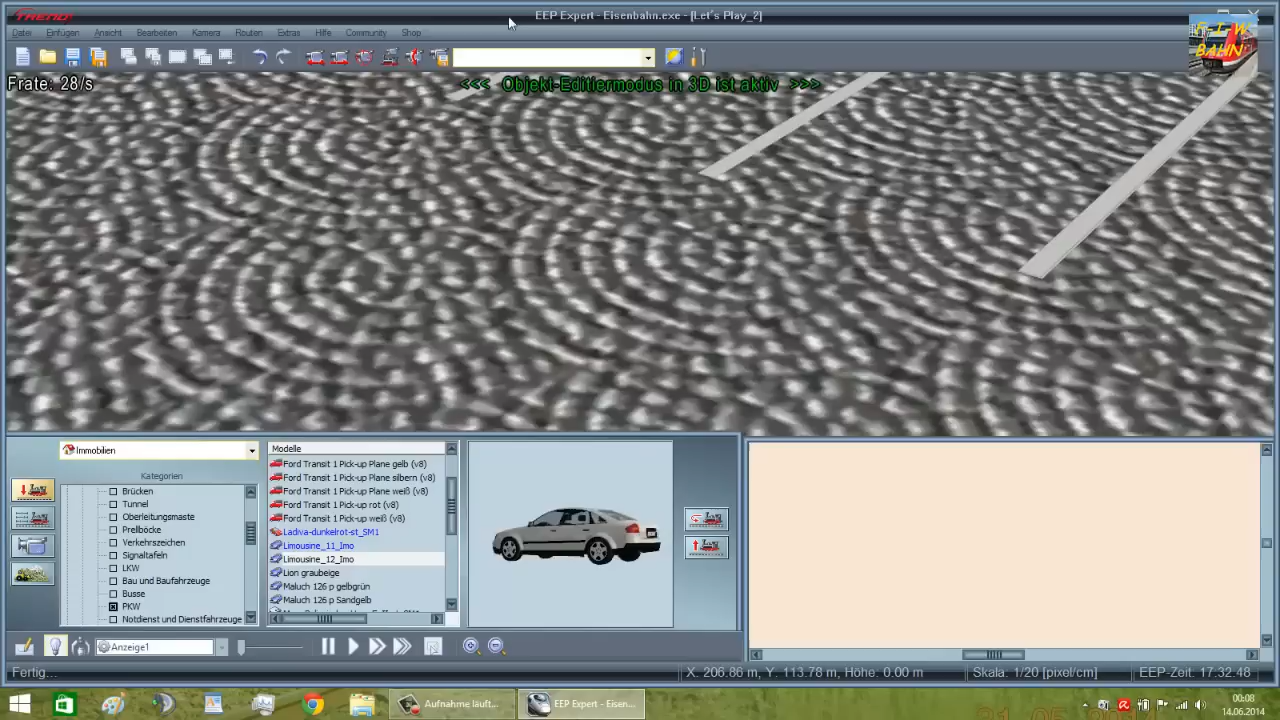 TREND
EEP Expert - Eisenbahn.exe - [Let's Play_2]
Datei Einfügen Ansicht Bearbeiten Kamera Routen Extras Hilfe Community Shop
F-I-W
BAHN
Frate: 28/s
<<< Objekt-Editiermodus in 3D ist aktiv >>>
Immobilien
Kategorien
Brücken
Tunnel
Oberleitungsmaste
Prellböcke
Verkehrszeichen
Signaltafeln
LKW
Bau und Baufahrzeuge
Busse
PKW
Notdienst und Dienstfahrzeuge
Modelle
Ford Transit 1 Pick-up Plane gelb (v8)
Ford Transit 1 Pick-up Plane silbern (v8)
Ford Transit 1 Pick-up Plane weiß (v8)
Ford Transit 1 Pick-up rot (v8)
Ford Transit 1 Pick-up weiß (v8)
Ladiva-dunkelrot-st_SM1
Limousine_11_Imo
Limousine_12_Imo
Lion graubeige
Maluch 126 p gelbgrün
Maluch 126 p Sandgelb
Anzeige1
Fertig...
X. 206.86 m, Y. 113.78 m, Höhe: 0.00 m
Skala: 1/20 [pixel/cm]
EEP-Zeit: 17:32:48
Aufnahme läuft...
EEP Expert - Eisen...
00:08
14.06.2014